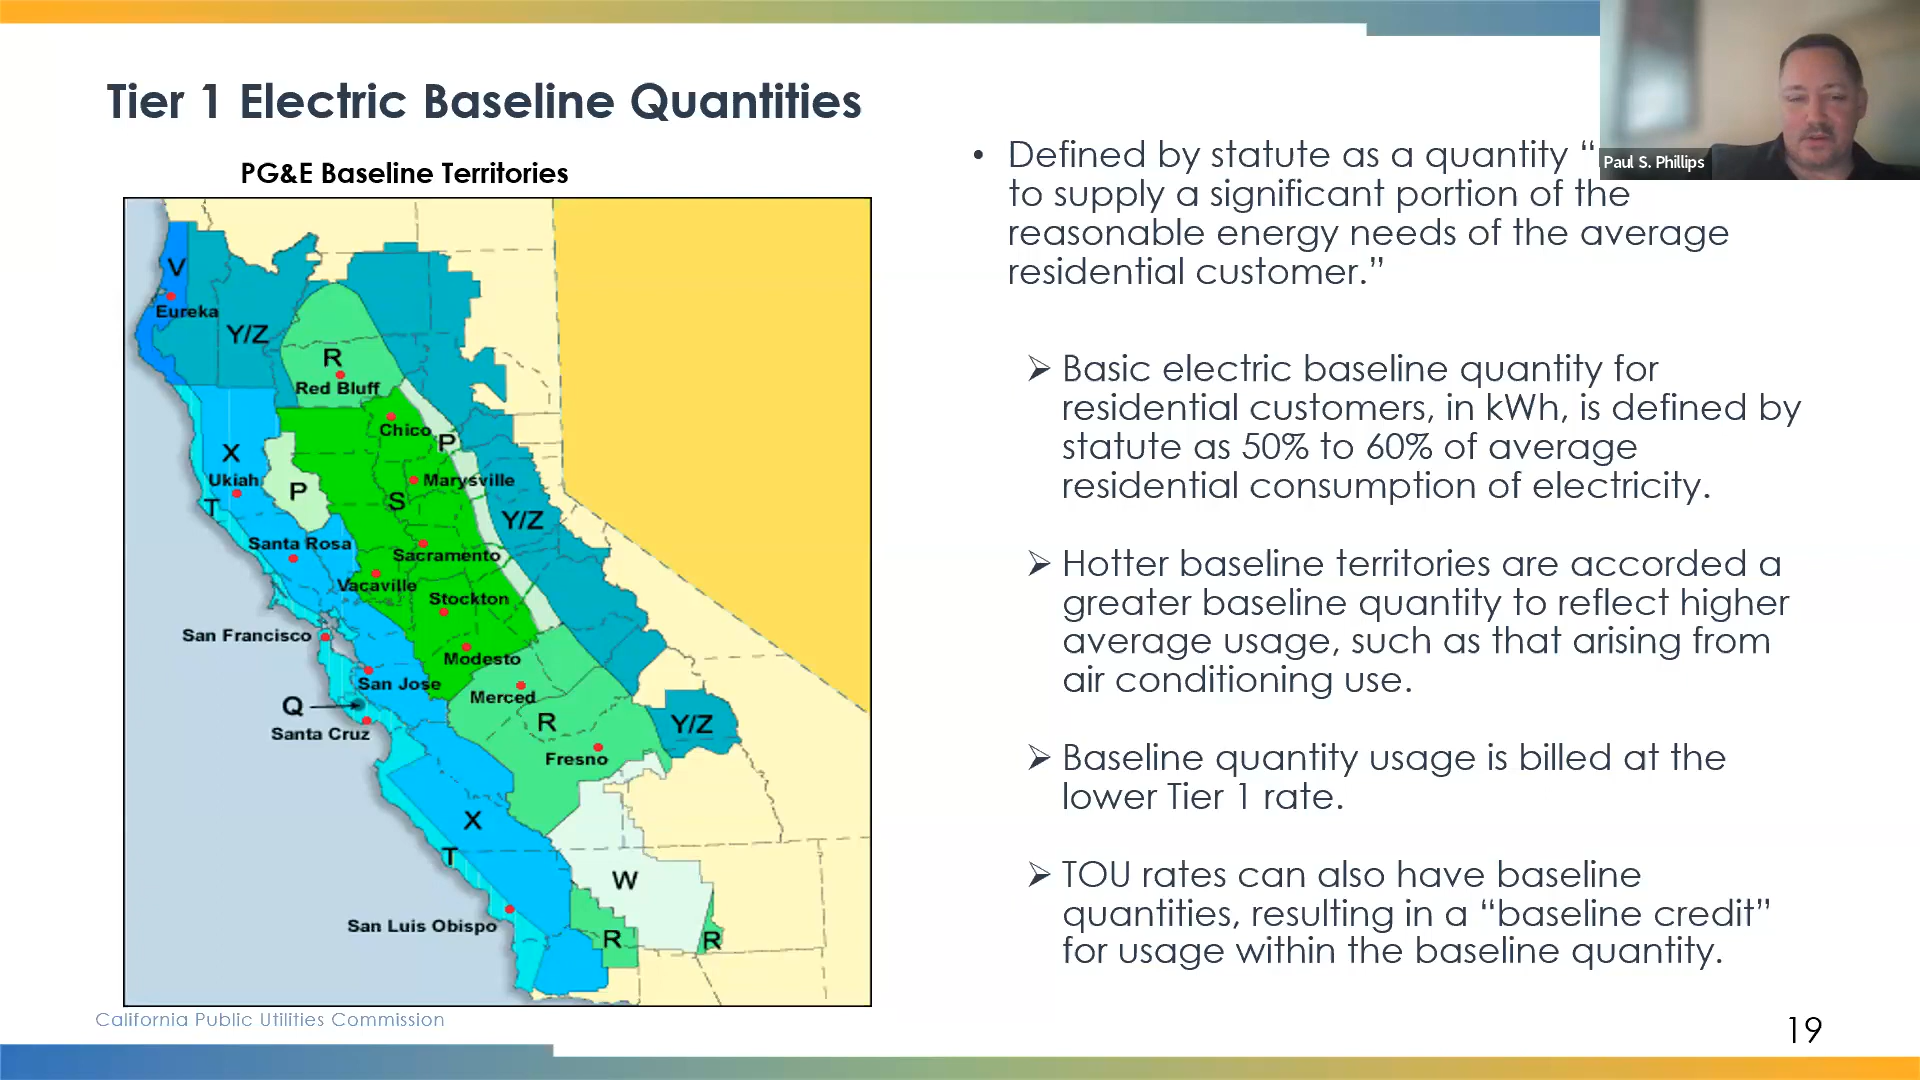 Tier 1 Electric Baseline Quantities
PG&E Baseline Territories
V
Eureka
Y/Z
R
Red Bluff
Chico
P
X
Ukiah
P
Marysville
S
T
Y/Z
Santa Rosa
Sacramento
Vacaville
Stockton
San Francisco
Modesto
San Jose
Merced
Q
R
Y/Z
Santa Cruz
Fresno
X
T
W
San Luis Obispo
R
R
• Defined by statute as a quantity “
to supply a significant portion of the
reasonable energy needs of the average
residential customer.”
➢ Basic electric baseline quantity for
residential customers, in kWh, is defined by
statute as 50% to 60% of average
residential consumption of electricity.
➢ Hotter baseline territories are accorded a
greater baseline quantity to reflect higher
average usage, such as that arising from
air conditioning use.
➢ Baseline quantity usage is billed at the
lower Tier 1 rate.
➢ TOU rates can also have baseline
quantities, resulting in a “baseline credit”
for usage within the baseline quantity.
Paul S. Phillips
California Public Utilities Commission
19